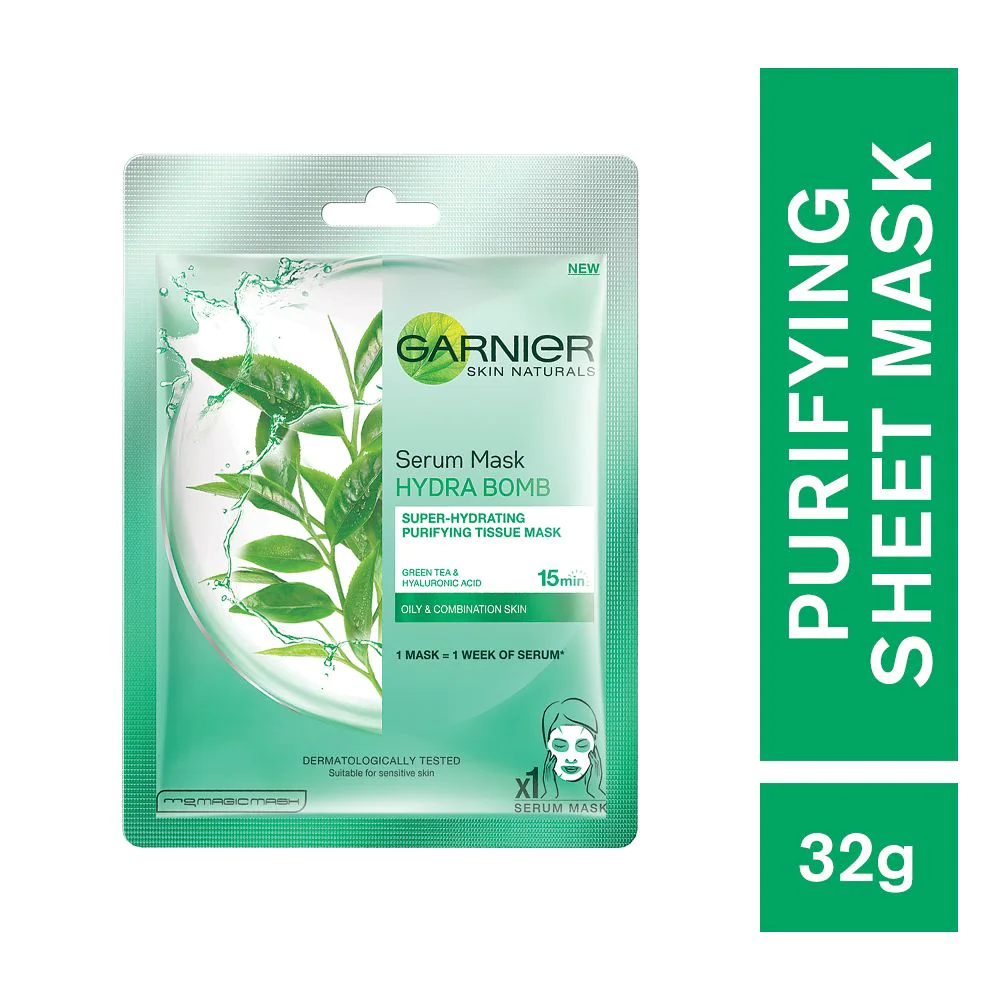 NEW
GARNIER
SKIN NATURALS
Serum Mask
HYDRA BOMB
SUPER-HYDRATING
PURIFYING TISSUE MASK
GREEN TEA &
HYALURONIC ACID
15min
OILY & COMBINATION SKIN
1 MASK = 1 WEEK OF SERUM*
DERMATOLOGICALLY TESTED
Suitable for sensitive skin
MAGIC MASK
x1
SERUM MASK
PURIFYING
SHEET MASK
32g